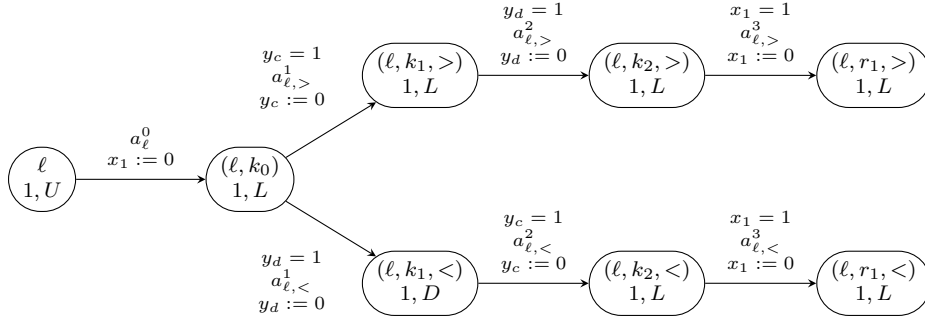 y_d = 1
a^2_{ℓ,>}
y_d := 0
x_1 = 1
a^3_{ℓ,>}
x_1 := 0
y_c = 1
a^1_{ℓ,>}
y_c := 0
(ℓ, k_1, >)
1, L
(ℓ, k_2, >)
1, L
(ℓ, r_1, >)
1, L
a^0_ℓ
x_1 := 0
ℓ
1, U
(ℓ, k_0)
1, L
y_d = 1
a^1_{ℓ,<}
y_d := 0
y_c = 1
a^2_{ℓ,<}
y_c := 0
x_1 = 1
a^3_{ℓ,<}
x_1 := 0
(ℓ, k_1, <)
1, D
(ℓ, k_2, <)
1, L
(ℓ, r_1, <)
1, L